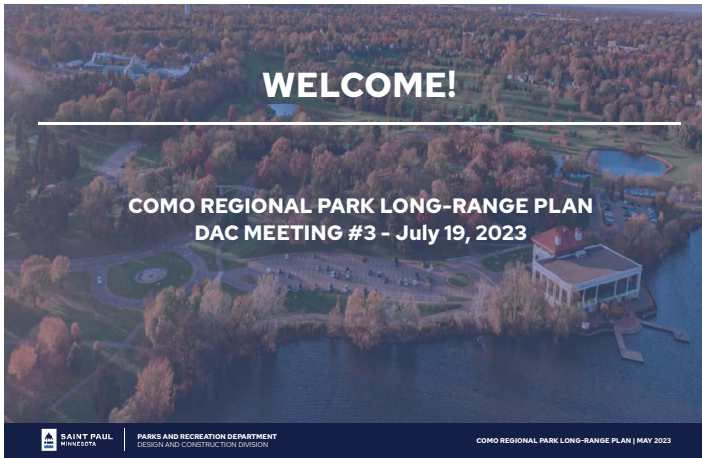 WELCOME!
COMO REGIONAL PARK LONG-RANGE PLAN
DAC MEETING #3 - July 19, 2023
SAINT PAUL
MINNESOTA
PARKS AND RECREATION DEPARTMENT
DESIGN AND CONSTRUCTION DIVISION
COMO REGIONAL PARK LONG-RANGE PLAN | MAY 2023